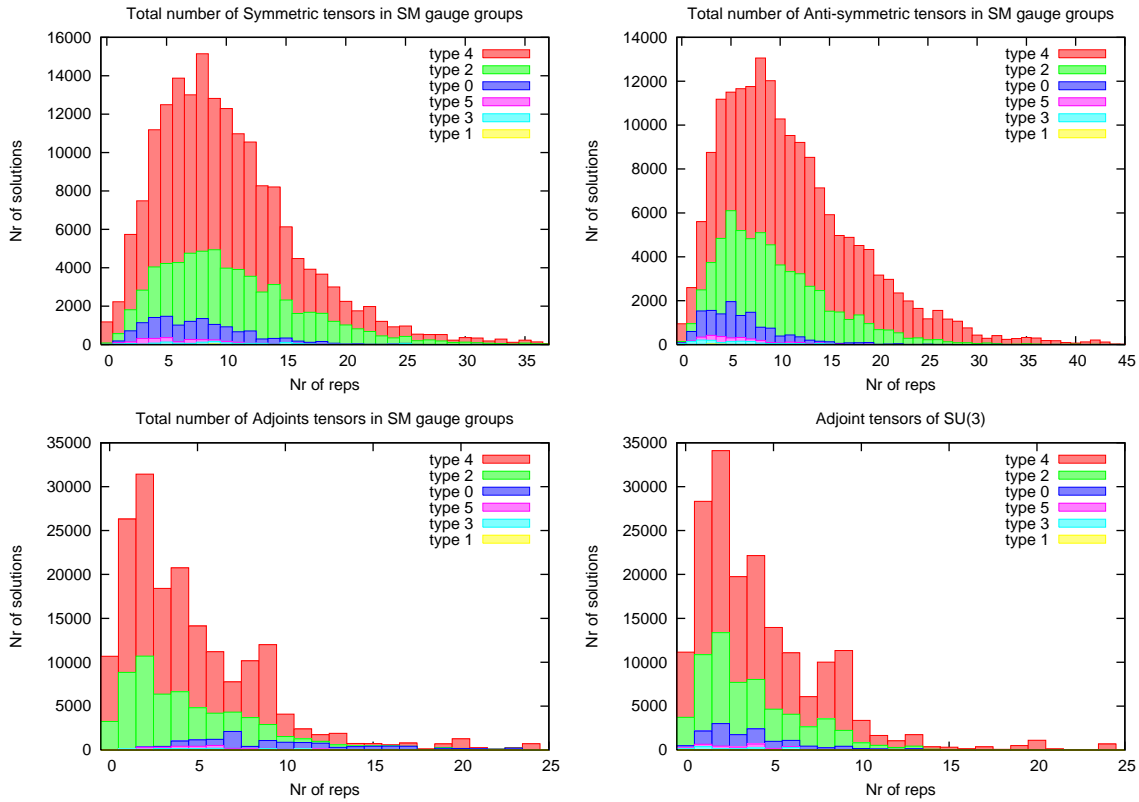 Total number of Symmetric tensors in SM gauge groups
16000
14000
12000
10000
8000
6000
4000
2000
0
0 5 10 15 20 25 30 35
Nr of solutions
Nr of reps
type 4
type 2
type 0
type 5
type 3
type 1
Total number of Anti-symmetric tensors in SM gauge groups
14000
12000
10000
8000
6000
4000
2000
0
0 5 10 15 20 25 30 35 40 45
Nr of solutions
Nr of reps
type 4
type 2
type 0
type 5
type 3
type 1
Total number of Adjoints tensors in SM gauge groups
35000
30000
25000
20000
15000
10000
5000
0
0 5 10 15 20 25
Nr of solutions
Nr of reps
type 4
type 2
type 0
type 5
type 3
type 1
Adjoint tensors of SU(3)
35000
30000
25000
20000
15000
10000
5000
0
0 5 10 15 20 25
Nr of solutions
Nr of reps
type 4
type 2
type 0
type 5
type 3
type 1